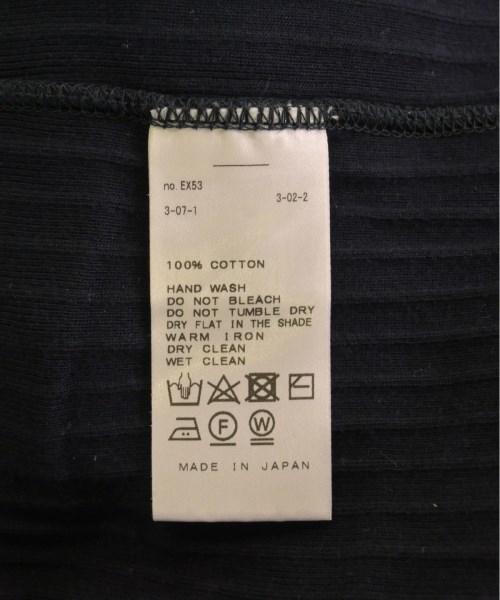 no. EX53
3-02-2
3-07-1
100% COTTON
HAND WASH
DO NOT BLEACH
DO NOT TUMBLE DRY
DRY FLAT IN THE SHADE
WARM IRON
DRY CLEAN
WET CLEAN
F W
MADE IN JAPAN